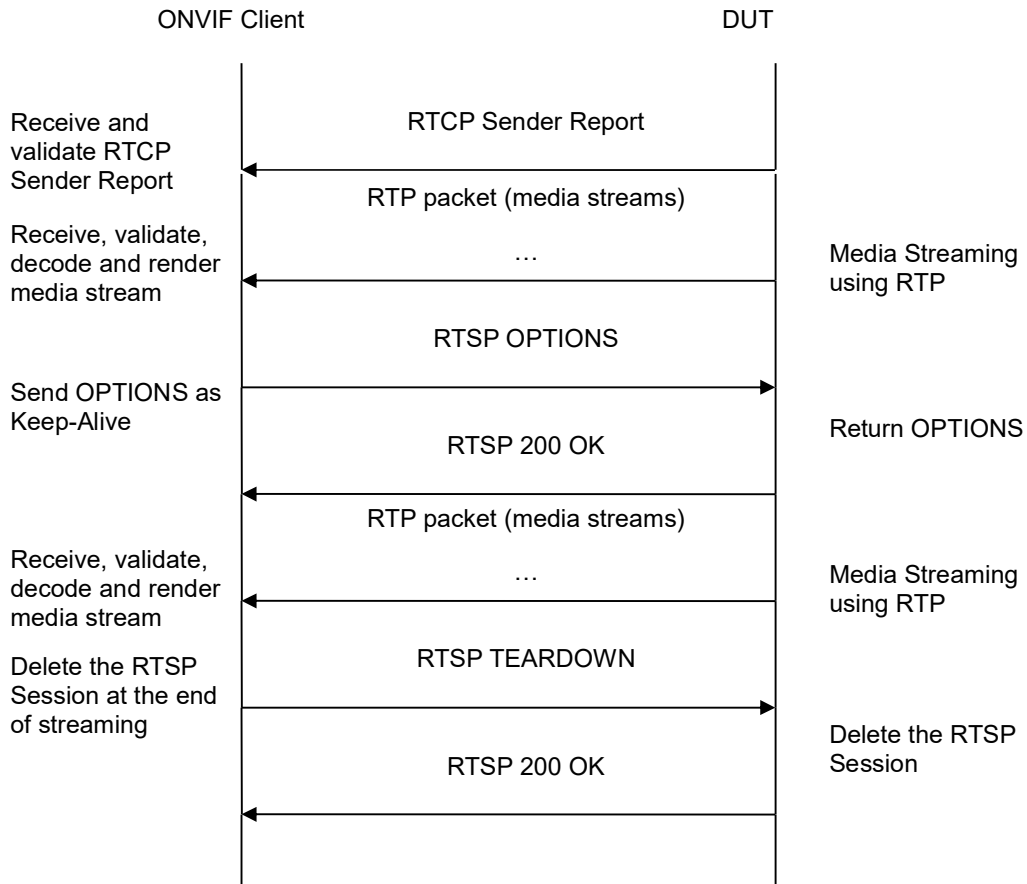 ONVIF Client
DUT
RTCP Sender Report
Receive and
validate RTCP
Sender Report
RTP packet (media streams)
Receive, validate,
decode and render
media stream
…
Media Streaming
using RTP
RTSP OPTIONS
Send OPTIONS as
Keep-Alive
Return OPTIONS
RTSP 200 OK
RTP packet (media streams)
Receive, validate,
decode and render
media stream
…
Media Streaming
using RTP
RTSP TEARDOWN
Delete the RTSP
Session at the end
of streaming
Delete the RTSP
Session
RTSP 200 OK